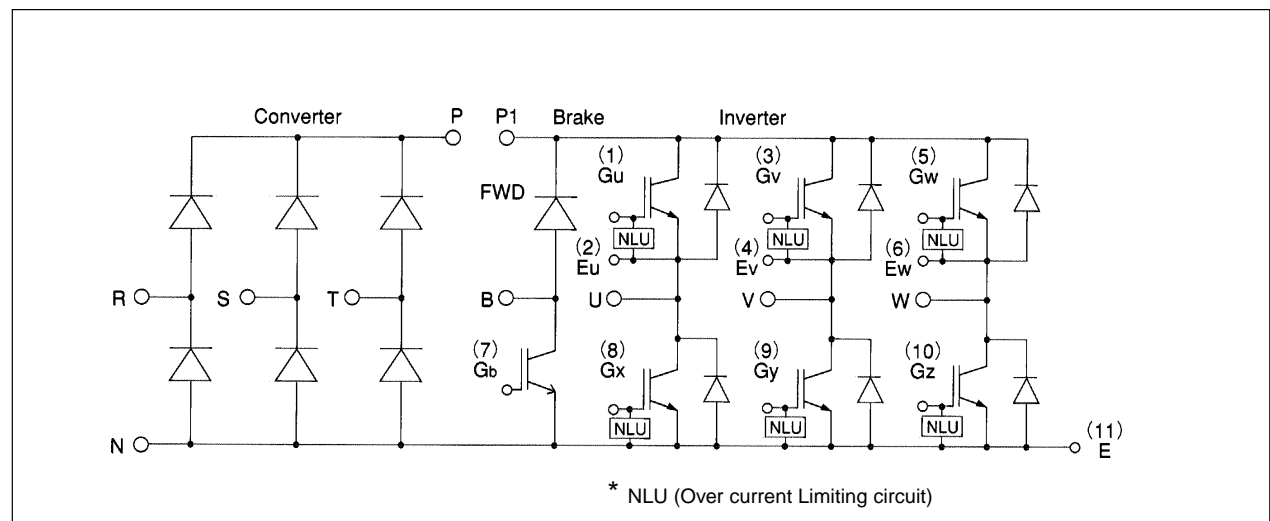 Converter P P1 Brake Inverter
(1) (3) (5)
Gu Gv Gw
FWD
NLU NLU NLU
(2) (4) (6)
Eu Ev Ew
R S T B U V W
(7) (8) (9) (10)
Gb Gx Gy Gz
NLU NLU NLU
N
(11)
E
* NLU (Over current Limiting circuit)